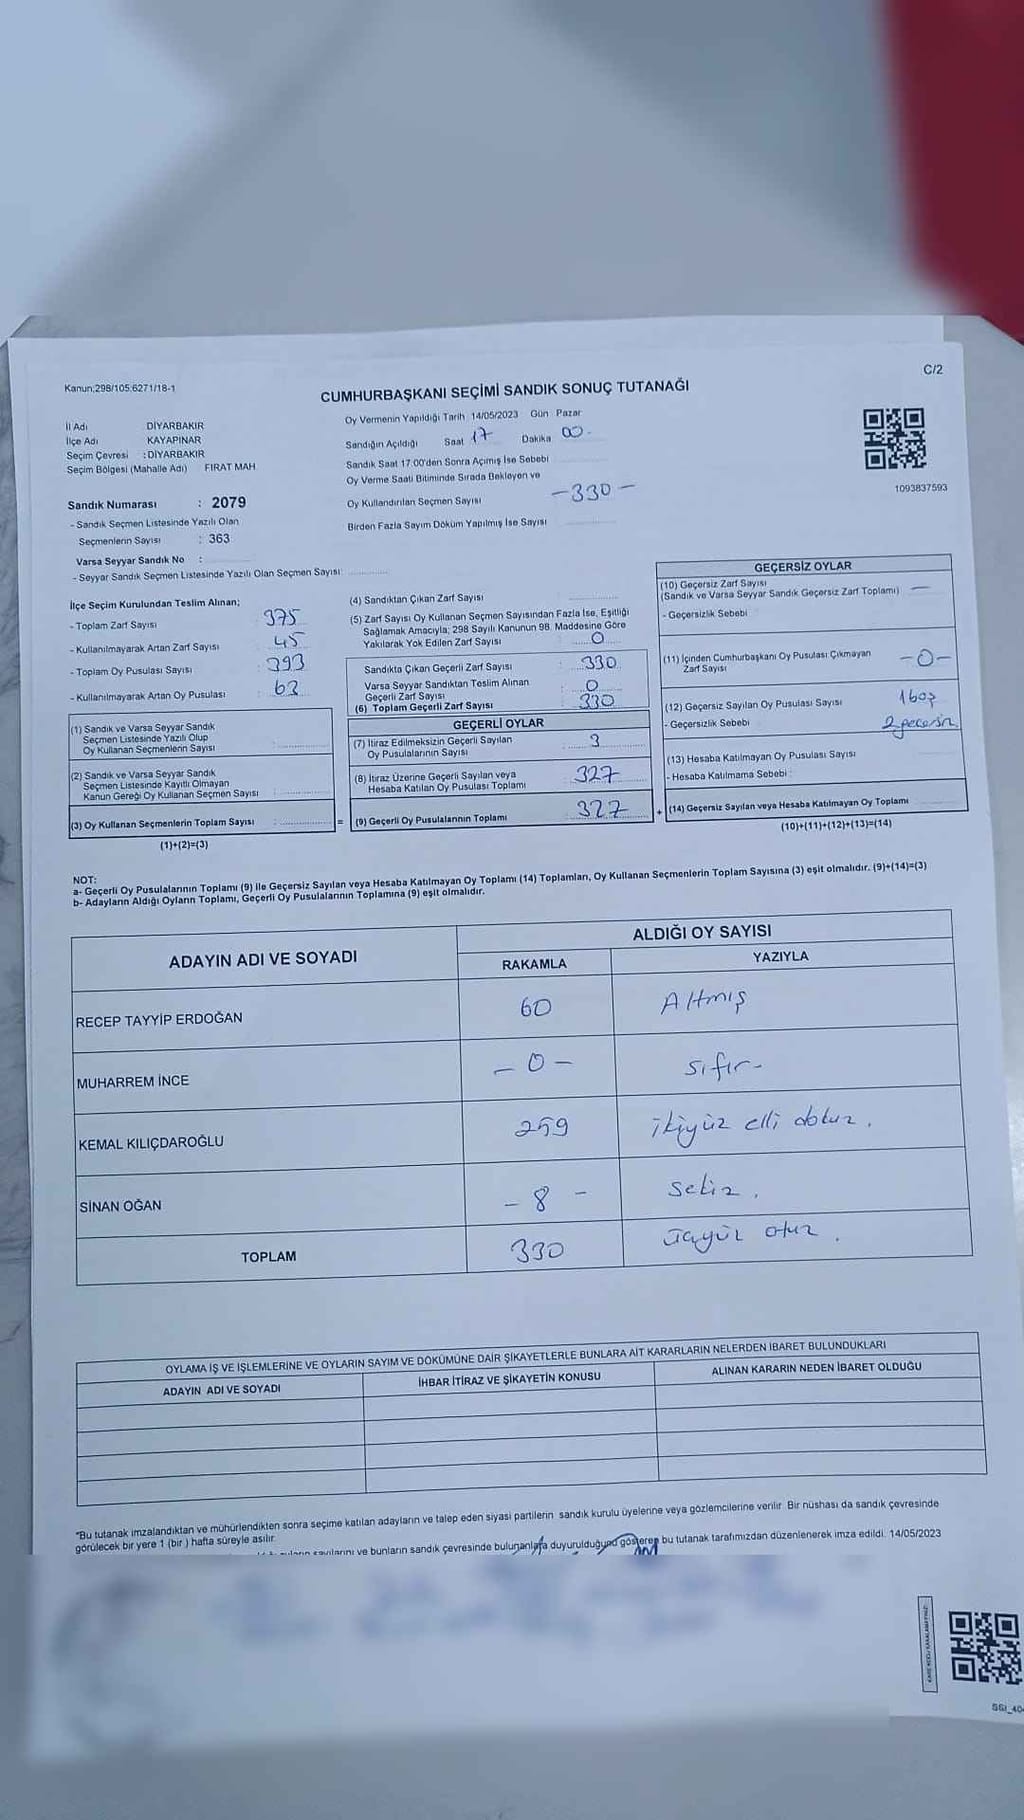 Kanun;298/105.6271/18-1
C/2
CUMHURBAŞKANI SEÇİMİ SANDIK SONUÇ TUTANAĞI
İl Adı DİYARBAKIR
İlçe Adı KAYAPINAR
Seçim Çevresi : DİYARBAKIR
Seçim Bölgesi (Mahalle Adı) FIRAT MAH
Oy Vermenin Yapıldığı Tarih 14/05/2023 Gün Pazar
Sandığın Açıldığı Saat 17 Dakika 00-
Sandık Saat 17:00'den Sonra Açımış İse Sebebi
Oy Verme Saati Bitiminde Sırada Bekleyen ve
Oy Kullandırılan Seçmen Sayısı -330-
Birden Fazla Sayım Döküm Yapılmış İse Sayısı
1093837593
Sandık Numarası : 2079
- Sandık Seçmen Listesinde Yazılı Olan
Seçmenlerin Sayısı : 363
Varsa Seyyar Sandık No :
- Seyyar Sandık Seçmen Listesinde Yazılı Olan Seçmen Sayısı:
İlçe Seçim Kurulundan Teslim Alınan;
- Toplam Zarf Sayısı : 375
- Kullanılmayarak Artan Zarf Sayısı : 45
- Toplam Oy Pusulası Sayısı : 393
- Kullanılmayarak Artan Oy Pusulası : 63
(1) Sandık ve Varsa Seyyar Sandık
Seçmen Listesinde Yazılı Olup
Oy Kullanan Seçmenlerin Sayısı :
(2) Sandık ve Varsa Seyyar Sandık
Seçmen Listesinde Kayıtlı Olmayan
Kanun Gereği Oy Kullanan Seçmen Sayısı :
(3) Oy Kullanan Seçmenlerin Toplam Sayısı :
(1)+(2)=(3)
=
(4) Sandıktan Çıkan Zarf Sayısı :
(5) Zarf Sayısı Oy Kullanan Seçmen Sayısından Fazla İse, Eşitliği
Sağlamak Amacıyla; 298 Sayılı Kanunun 98. Maddesine Göre
Yakılarak Yok Edilen Zarf Sayısı : 0
Sandıkta Çıkan Geçerli Zarf Sayısı : 330
Varsa Seyyar Sandıktan Teslim Alınan
Geçerli Zarf Sayısı : 0
(6) Toplam Geçerli Zarf Sayısı : 330
GEÇERLİ OYLAR
(7) İtiraz Edilmeksizin Geçerli Sayılan
Oy Pusulalarının Sayısı : 3
(8) İtiraz Üzerine Geçerli Sayılan veya
Hesaba Katılan Oy Pusulası Toplamı : 327
(9) Geçerli Oy Pusulalarının Toplamı : 327
+
GEÇERSİZ OYLAR
(10) Geçersiz Zarf Sayısı
(Sandık ve Varsa Seyyar Sandık Geçersiz Zarf Toplamı) —
- Geçersizlik Sebebi :
(11) İçinden Cumhurbaşkanı Oy Pusulası Çıkmayan
Zarf Sayısı -0-
(12) Geçersiz Sayılan Oy Pusulası Sayısı 1 boş
- Geçersizlik Sebebi : 2 geçersiz
(13) Hesaba Katılmayan Oy Pusulası Sayısı
- Hesaba Katılmama Sebebi :
(14) Geçersiz Sayılan veya Hesaba Katılmayan Oy Toplamı
(10)+(11)+(12)+(13)=(14)
NOT:
a- Geçerli Oy Pusulalarının Toplamı (9) ile Geçersiz Sayılan veya Hesaba Katılmayan Oy Toplamı (14) Toplamları, Oy Kullanan Seçmenlerin Toplam Sayısına (3) eşit olmalıdır. (9)+(14)=(3)
b- Adayların Aldığı Oyların Toplamı, Geçerli Oy Pusulalarının Toplamına (9) eşit olmalıdır.
ADAYIN ADI VE SOYADI
ALDIĞI OY SAYISI
RAKAMLA YAZIYLA
RECEP TAYYİP ERDOĞAN 60 Altmış
MUHARREM İNCE -0- Sıfır-
KEMAL KILIÇDAROĞLU 259 ikiyüz elli dokuz.
SİNAN OĞAN -8- Sekiz.
TOPLAM 330 üçyüz otuz.
OYLAMA İŞ VE İŞLEMLERİNE VE OYLARIN SAYIM VE DÖKÜMÜNE DAİR ŞİKAYETLERLE BUNLARA AİT KARARLARIN NELERDEN İBARET BULUNDUKLARI
ADAYIN ADI VE SOYADI İHBAR İTİRAZ VE ŞİKAYETİN KONUSU ALINAN KARARIN NEDEN İBARET OLDUĞU
*Bu tutanak imzalandıktan ve mühürlendikten sonra seçime katılan adayların ve talep eden siyasi partilerin sandık kurulu üyelerine veya gözlemcilerine verilir. Bir nüshası da sandık çevresinde
görülecek bir yere 1 (bir) hafta süreyle asılır.
sayılarını ve bunların sandık çevresinde bulunanlara duyurulduğunu gösteren bu tutanak tarafımızdan düzenlenerek imza edildi. 14/05/2023